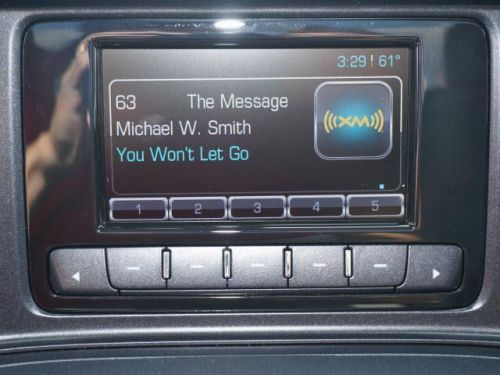 3:29 61°
63 The Message
Michael W. Smith
You Won't Let Go
XM
1 2 3 4 5